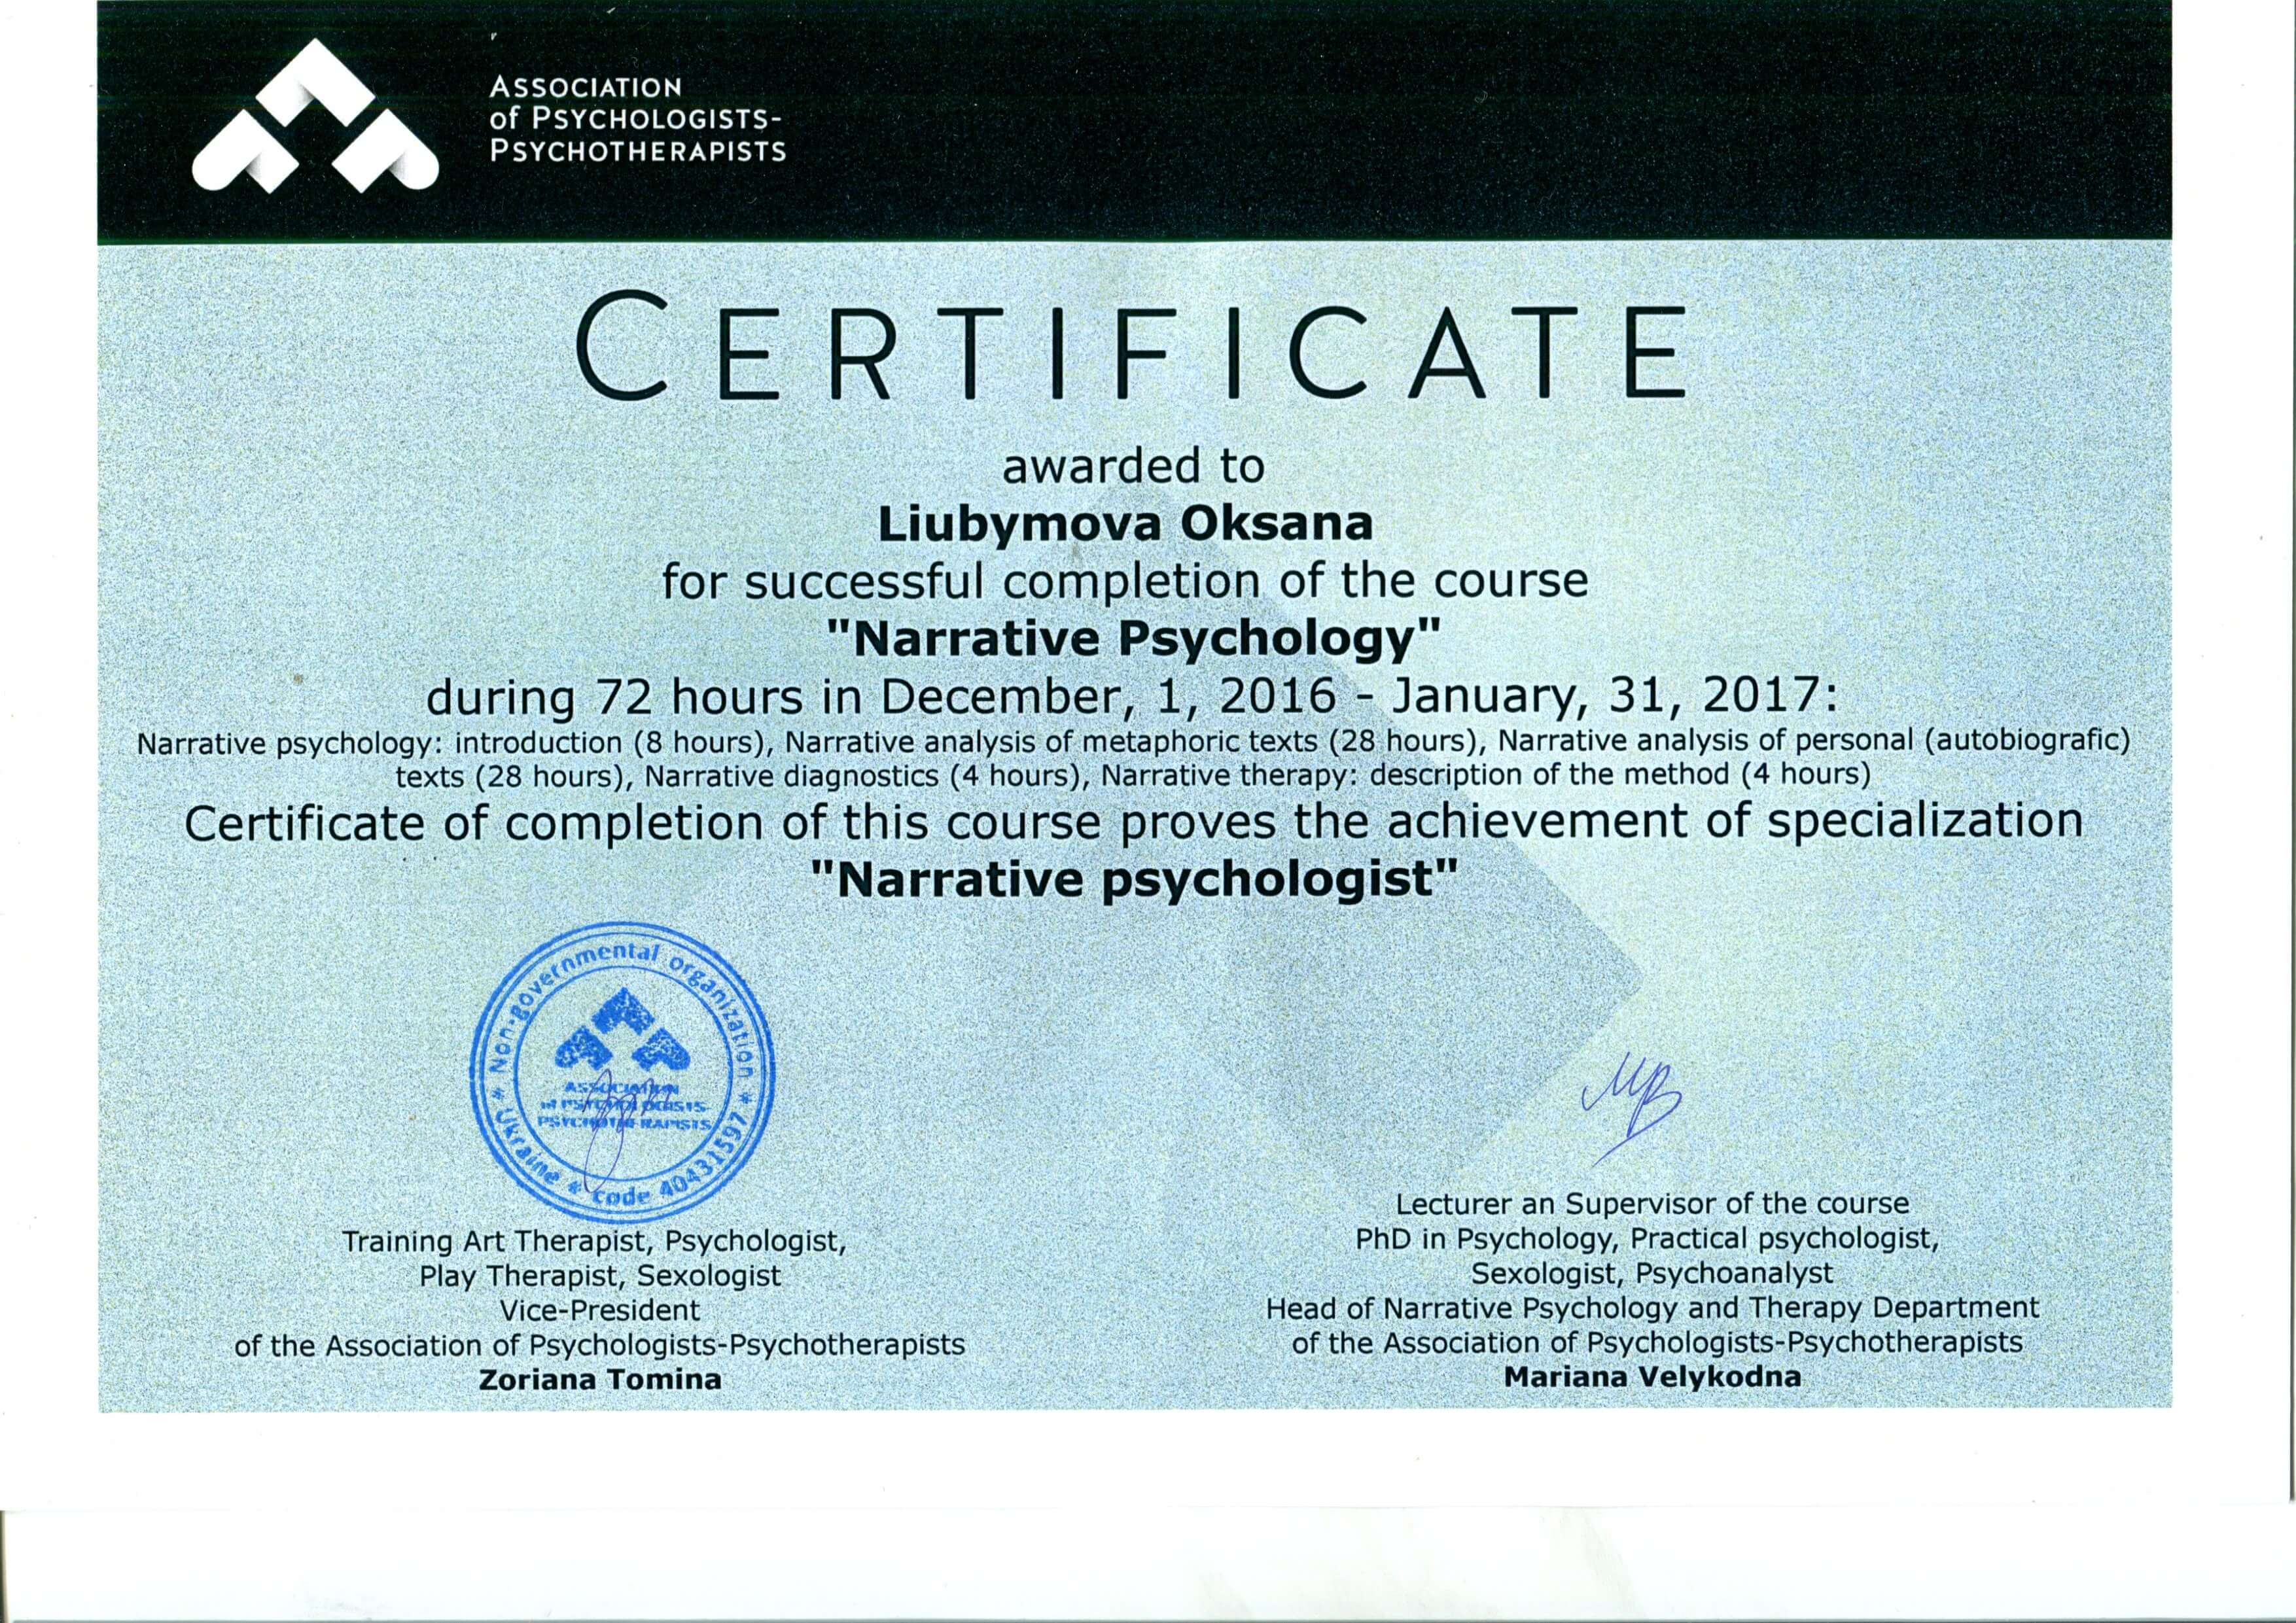 ASSOCIATION
of PSYCHOLOGISTS-
PSYCHOTHERAPISTS
CERTIFICATE
awarded to
Liubymova Oksana
for successful completion of the course
"Narrative Psychology"
during 72 hours in December, 1, 2016 - January, 31, 2017:
Narrative psychology: introduction (8 hours), Narrative analysis of metaphoric texts (28 hours), Narrative analysis of personal (autobiografic)
texts (28 hours), Narrative diagnostics (4 hours), Narrative therapy: description of the method (4 hours)
Certificate of completion of this course proves the achievement of specialization
"Narrative psychologist"
Non-governmental organization
ASSOCIATION
of PSYCHOLOGISTS-
PSYCHOTHERAPISTS
* Ukraine * code 40431597 *
Training Art Therapist, Psychologist,
Play Therapist, Sexologist
Vice-President
of the Association of Psychologists-Psychotherapists
Zoriana Tomina
Lecturer an Supervisor of the course
PhD in Psychology, Practical psychologist,
Sexologist, Psychoanalyst
Head of Narrative Psychology and Therapy Department
of the Association of Psychologists-Psychotherapists
Mariana Velykodna